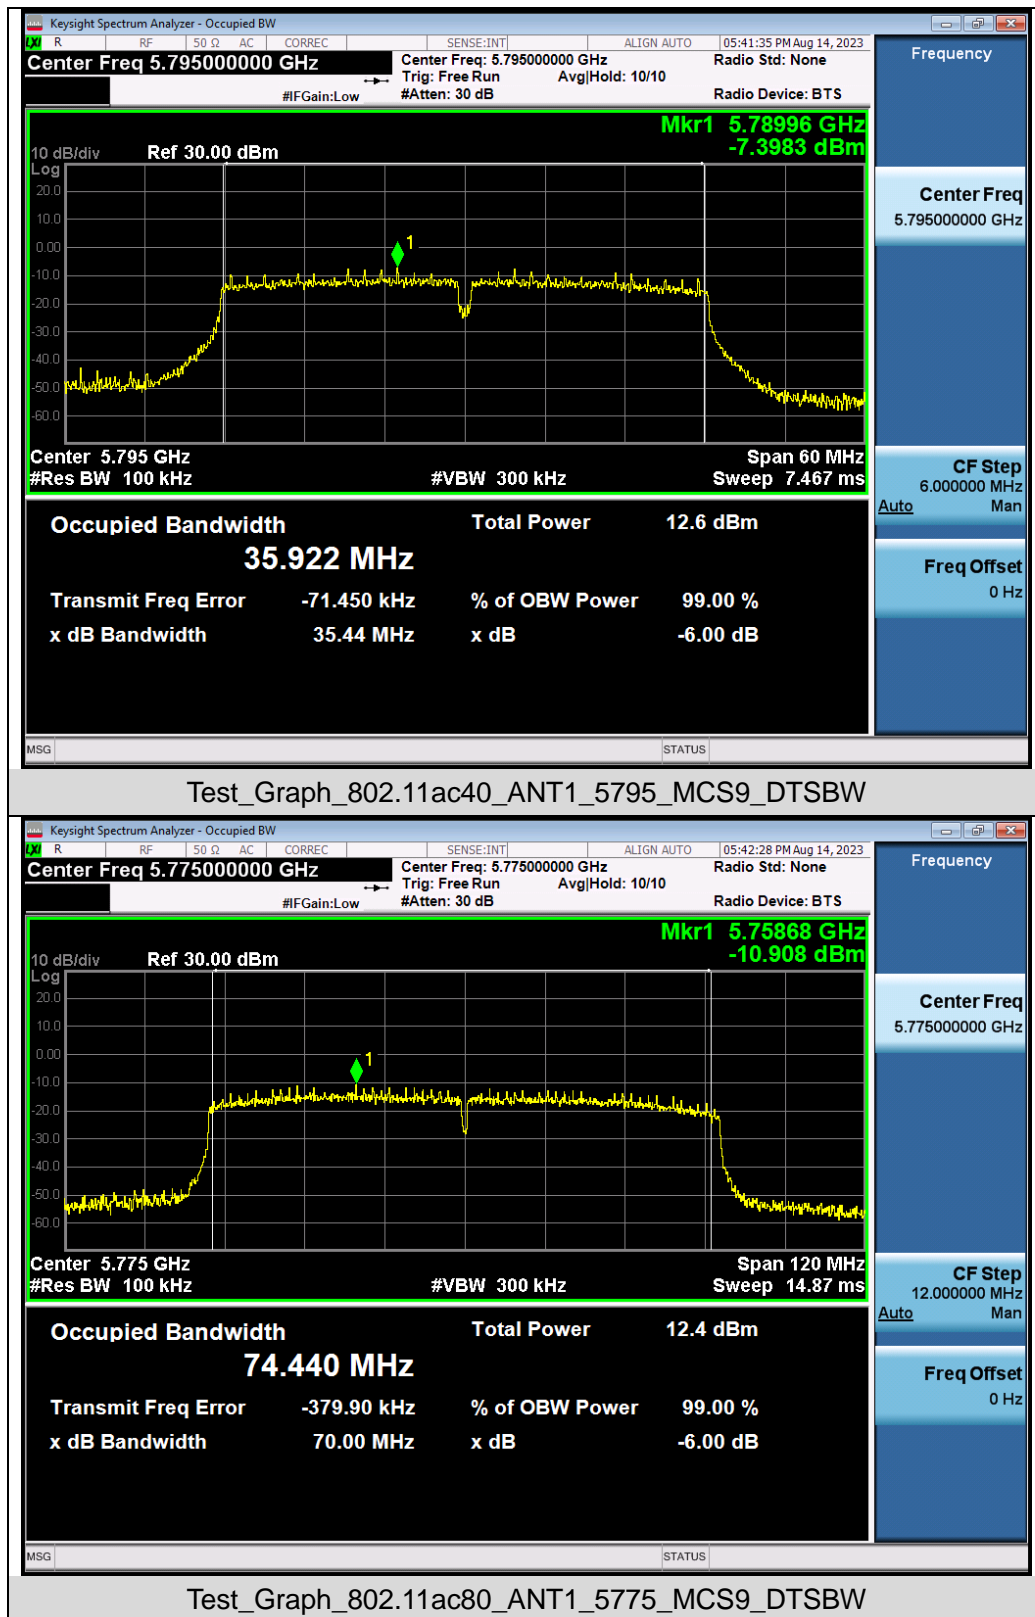 Keysight Spectrum Analyzer - Occupied BW
LXI R RF 50 Ω AC CORREC SENSE:INT ALIGN AUTO 05:41:35 PM Aug 14, 2023
Center Freq 5.795000000 GHz Center Freq: 5.795000000 GHz Radio Std: None Frequency
Trig: Free Run Avg|Hold: 10/10
#IFGain:Low #Atten: 30 dB Radio Device: BTS
Mkr1 5.78996 GHz
10 dB/div Ref 30.00 dBm -7.3983 dBm
Log
20.0
10.0
0.00
-10.0
-20.0
-30.0
-40.0
-50.0
-60.0
1
Center Freq
5.795000000 GHz
Center 5.795 GHz Span 60 MHz
#Res BW 100 kHz #VBW 300 kHz Sweep 7.467 ms
CF Step
6.000000 MHz
Auto Man
Occupied Bandwidth Total Power 12.6 dBm
35.922 MHz
Transmit Freq Error -71.450 kHz % of OBW Power 99.00 %
x dB Bandwidth 35.44 MHz x dB -6.00 dB
Freq Offset
0 Hz
MSG STATUS
Test_Graph_802.11ac40_ANT1_5795_MCS9_DTSBW
Keysight Spectrum Analyzer - Occupied BW
LXI R RF 50 Ω AC CORREC SENSE:INT ALIGN AUTO 05:42:28 PM Aug 14, 2023
Center Freq 5.775000000 GHz Center Freq: 5.775000000 GHz Radio Std: None Frequency
Trig: Free Run Avg|Hold: 10/10
#IFGain:Low #Atten: 30 dB Radio Device: BTS
Mkr1 5.75868 GHz
10 dB/div Ref 30.00 dBm -10.908 dBm
Log
20.0
10.0
0.00
-10.0
-20.0
-30.0
-40.0
-50.0
-60.0
1
Center Freq
5.775000000 GHz
Center 5.775 GHz Span 120 MHz
#Res BW 100 kHz #VBW 300 kHz Sweep 14.87 ms
CF Step
12.000000 MHz
Auto Man
Occupied Bandwidth Total Power 12.4 dBm
74.440 MHz
Transmit Freq Error -379.90 kHz % of OBW Power 99.00 %
x dB Bandwidth 70.00 MHz x dB -6.00 dB
Freq Offset
0 Hz
MSG STATUS
Test_Graph_802.11ac80_ANT1_5775_MCS9_DTSBW